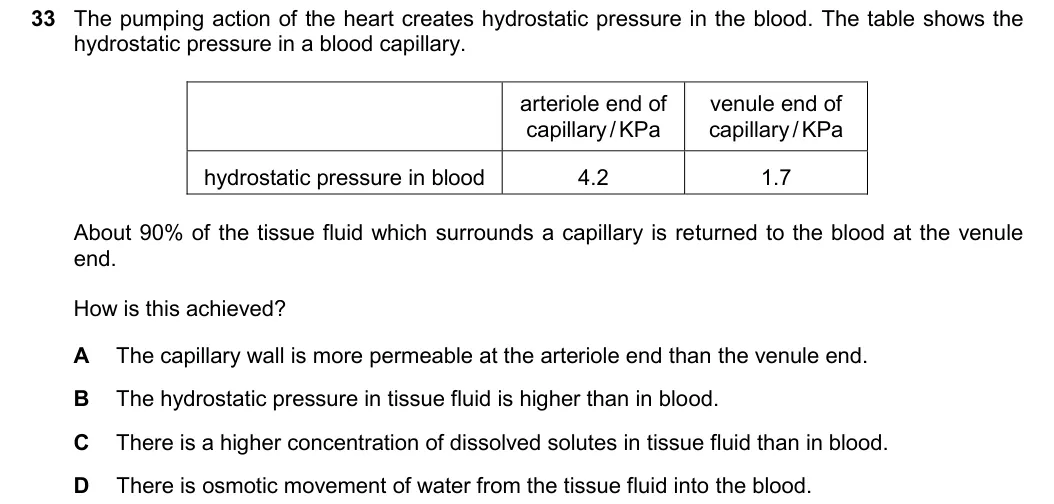 33 The pumping action of the heart creates hydrostatic pressure in the blood. The table shows the
hydrostatic pressure in a blood capillary.
arteriole end of venule end of
capillary / KPa capillary / KPa
hydrostatic pressure in blood 4.2 1.7
About 90% of the tissue fluid which surrounds a capillary is returned to the blood at the venule
end.
How is this achieved?
A The capillary wall is more permeable at the arteriole end than the venule end.
B The hydrostatic pressure in tissue fluid is higher than in blood.
C There is a higher concentration of dissolved solutes in tissue fluid than in blood.
D There is osmotic movement of water from the tissue fluid into the blood.